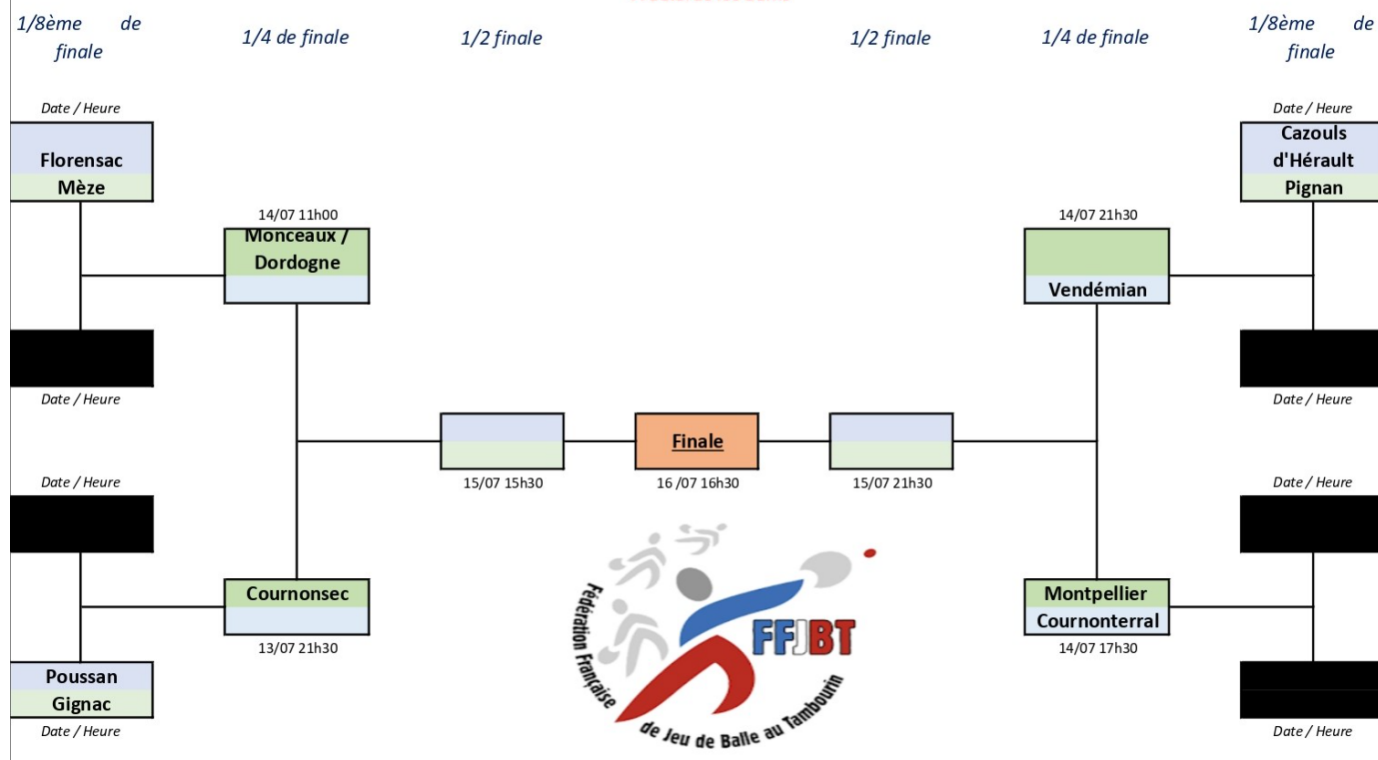 1/8ème de
finale
1/4 de finale
1/2 finale
1/2 finale
1/4 de finale
1/8ème de
finale
Date / Heure
Florensac
Mèze
Date / Heure
Cazouls
d'Hérault
Pignan
14/07 11h00
Monceaux /
Dordogne
14/07 21h30
Vendémian
Date / Heure
Date / Heure
Finale
15/07 15h30
16 /07 16h30
15/07 21h30
Date / Heure
Date / Heure
Cournonsec
13/07 21h30
Montpellier
Cournonterral
14/07 17h30
Poussan
Gignac
Date / Heure
Date / Heure
Fédération Française
de Jeu de Balle au Tambourin
FFJBT